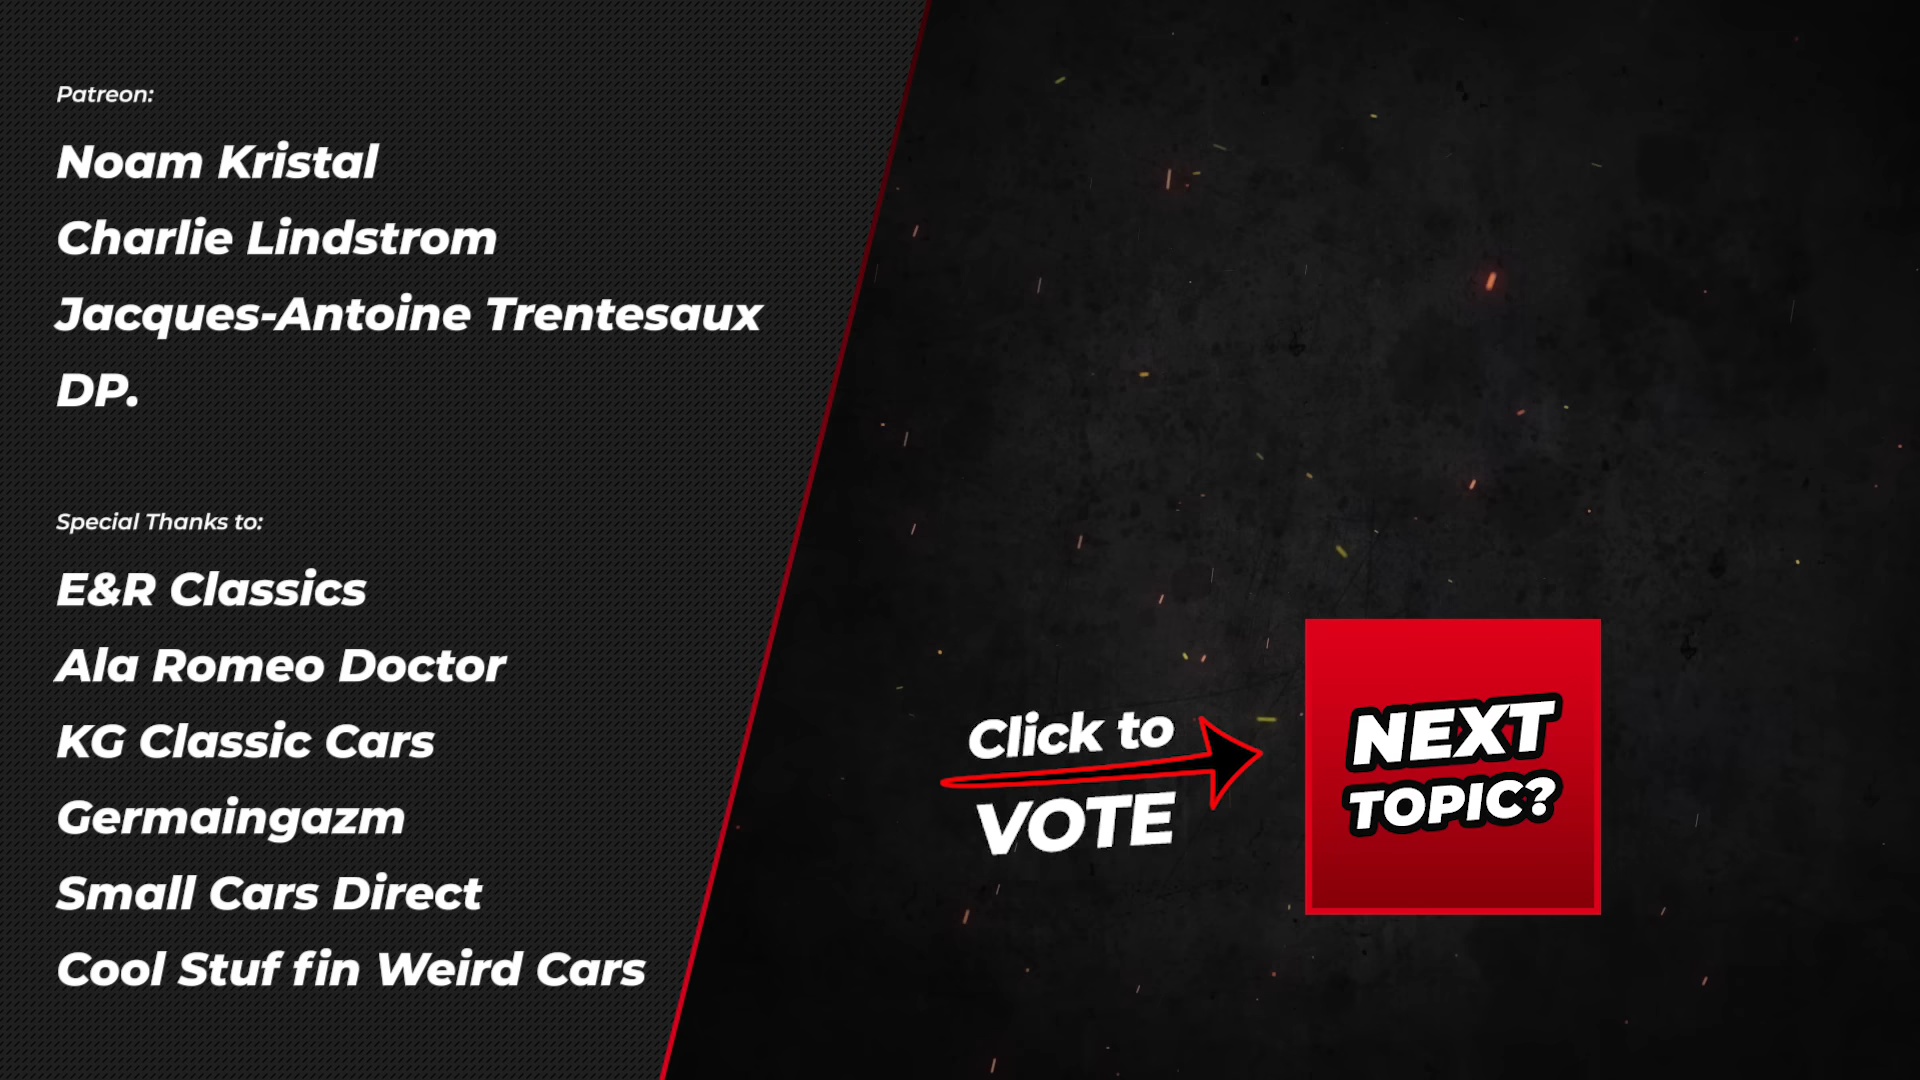 Patreon:
Noam Kristal
Charlie Lindstrom
Jacques-Antoine Trentesaux
DP.
Special Thanks to:
E&R Classics
Ala Romeo Doctor
KG Classic Cars
Germaingazm
Small Cars Direct
Cool Stuf fin Weird Cars
Click to
VOTE
NEXT
TOPIC?